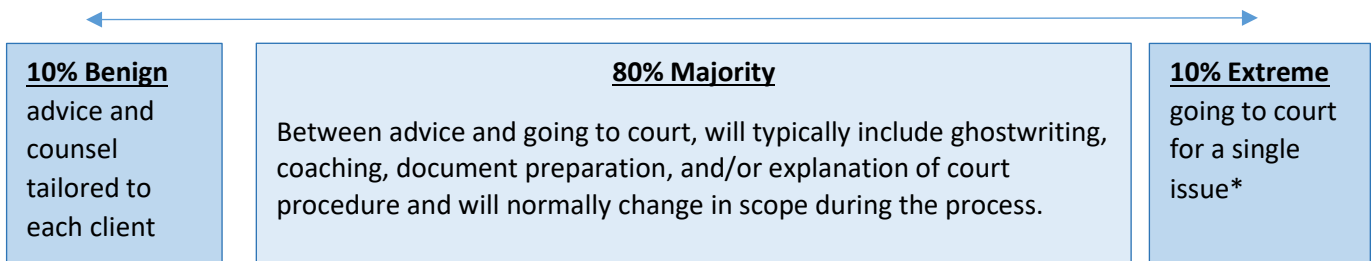 10% Benign
advice and
counsel
tailored to
each client
80% Majority
Between advice and going to court, will typically include ghostwriting,
coaching, document preparation, and/or explanation of court
procedure and will normally change in scope during the process.
10% Extreme
going to court
for a single
issue*